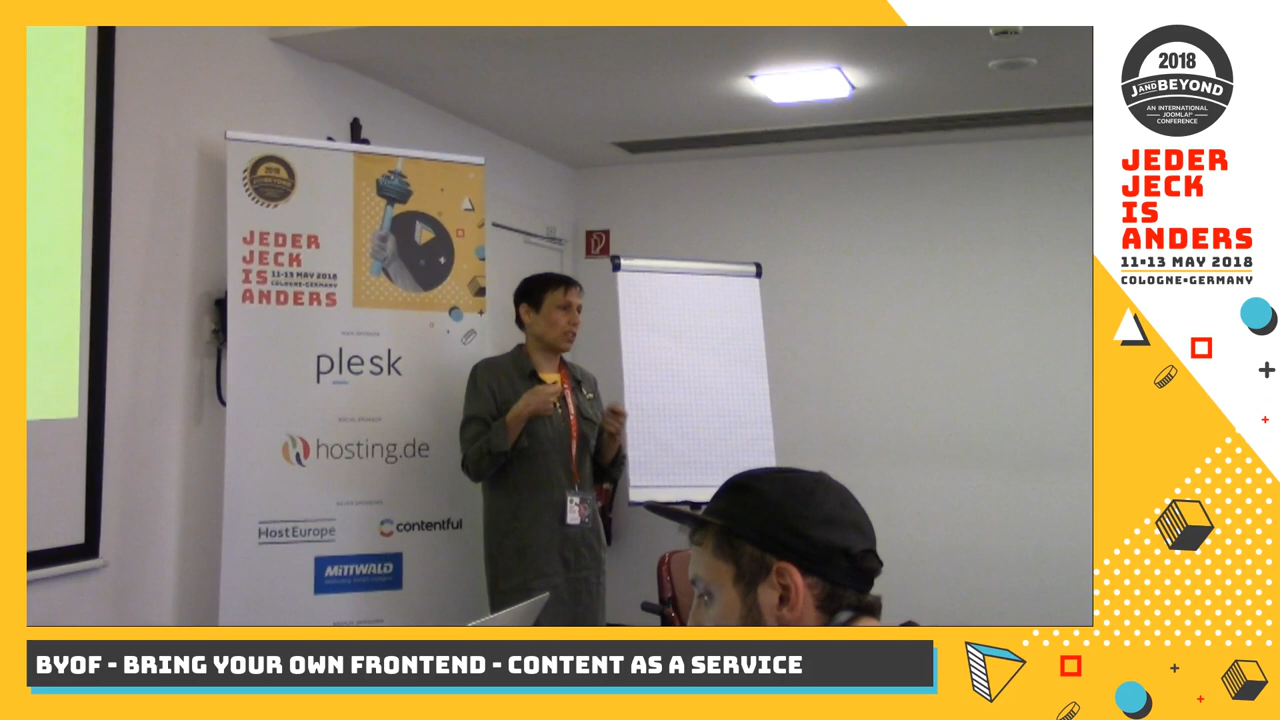 2018
J AND BEYOND
AN INTERNATIONAL
JOOMLA!®
CONFERENCE
JEDER
JECK
IS
ANDERS
11-13 MAY 2018
COLOGNE-GERMANY
2018
JEDER
JECK
IS 11-13 MAY 2018
COLOGNE-GERMANY
ANDERS
plesk
hosting.de
HostEurope
contentful
MITTWALD
BYOF - BRING YOUR OWN FRONTEND - CONTENT AS A SERVICE